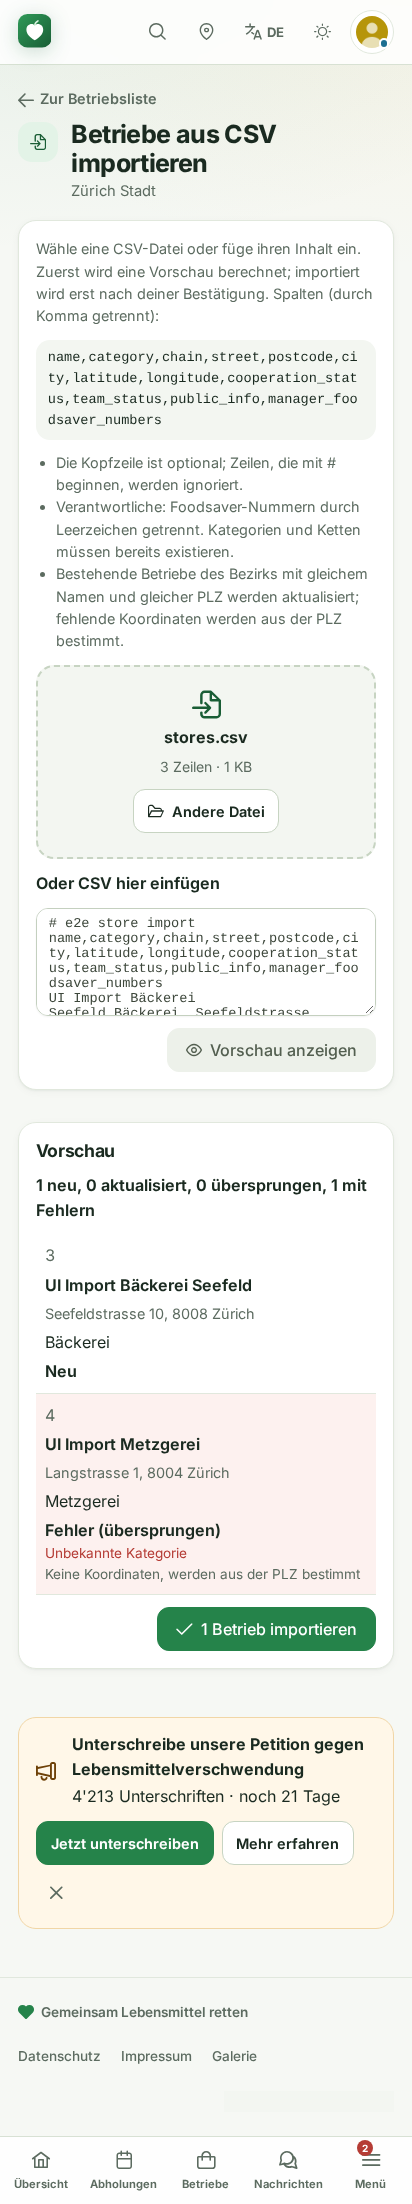 DE
Zur Betriebsliste
Betriebe aus CSV
importieren
Zürich Stadt
Wähle eine CSV-Datei oder füge ihren Inhalt ein.
Zuerst wird eine Vorschau berechnet; importiert
wird erst nach deiner Bestätigung. Spalten (durch
Komma getrennt):
name,category,chain,street,postcode,ci
ty,latitude,longitude,cooperation_stat
us,team_status,public_info,manager_foo
dsaver_numbers
Die Kopfzeile ist optional; Zeilen, die mit #
beginnen, werden ignoriert.
Verantwortliche: Foodsaver-Nummern durch
Leerzeichen getrennt. Kategorien und Ketten
müssen bereits existieren.
Bestehende Betriebe des Bezirks mit gleichem
Namen und gleicher PLZ werden aktualisiert;
fehlende Koordinaten werden aus der PLZ
bestimmt.
stores.csv
3 Zeilen · 1 KB
Andere Datei
Oder CSV hier einfügen
# e2e store import
name,category,chain,street,postcode,ci
ty,latitude,longitude,cooperation_stat
us,team_status,public_info,manager_foo
dsaver_numbers
UI Import Bäckerei
Seefeld,Bäckerei,,Seefeldstrasse
Vorschau anzeigen
Vorschau
1 neu, 0 aktualisiert, 0 übersprungen, 1 mit
Fehlern
3
UI Import Bäckerei Seefeld
Seefeldstrasse 10, 8008 Zürich
Bäckerei
Neu
4
UI Import Metzgerei
Langstrasse 1, 8004 Zürich
Metzgerei
Fehler (übersprungen)
Unbekannte Kategorie
Keine Koordinaten, werden aus der PLZ bestimmt
1 Betrieb importieren
Unterschreibe unsere Petition gegen
Lebensmittelverschwendung
4'213 Unterschriften · noch 21 Tage
Jetzt unterschreiben
Mehr erfahren
Gemeinsam Lebensmittel retten
Datenschutz Impressum Galerie
2
Übersicht Abholungen Betriebe Nachrichten Menü